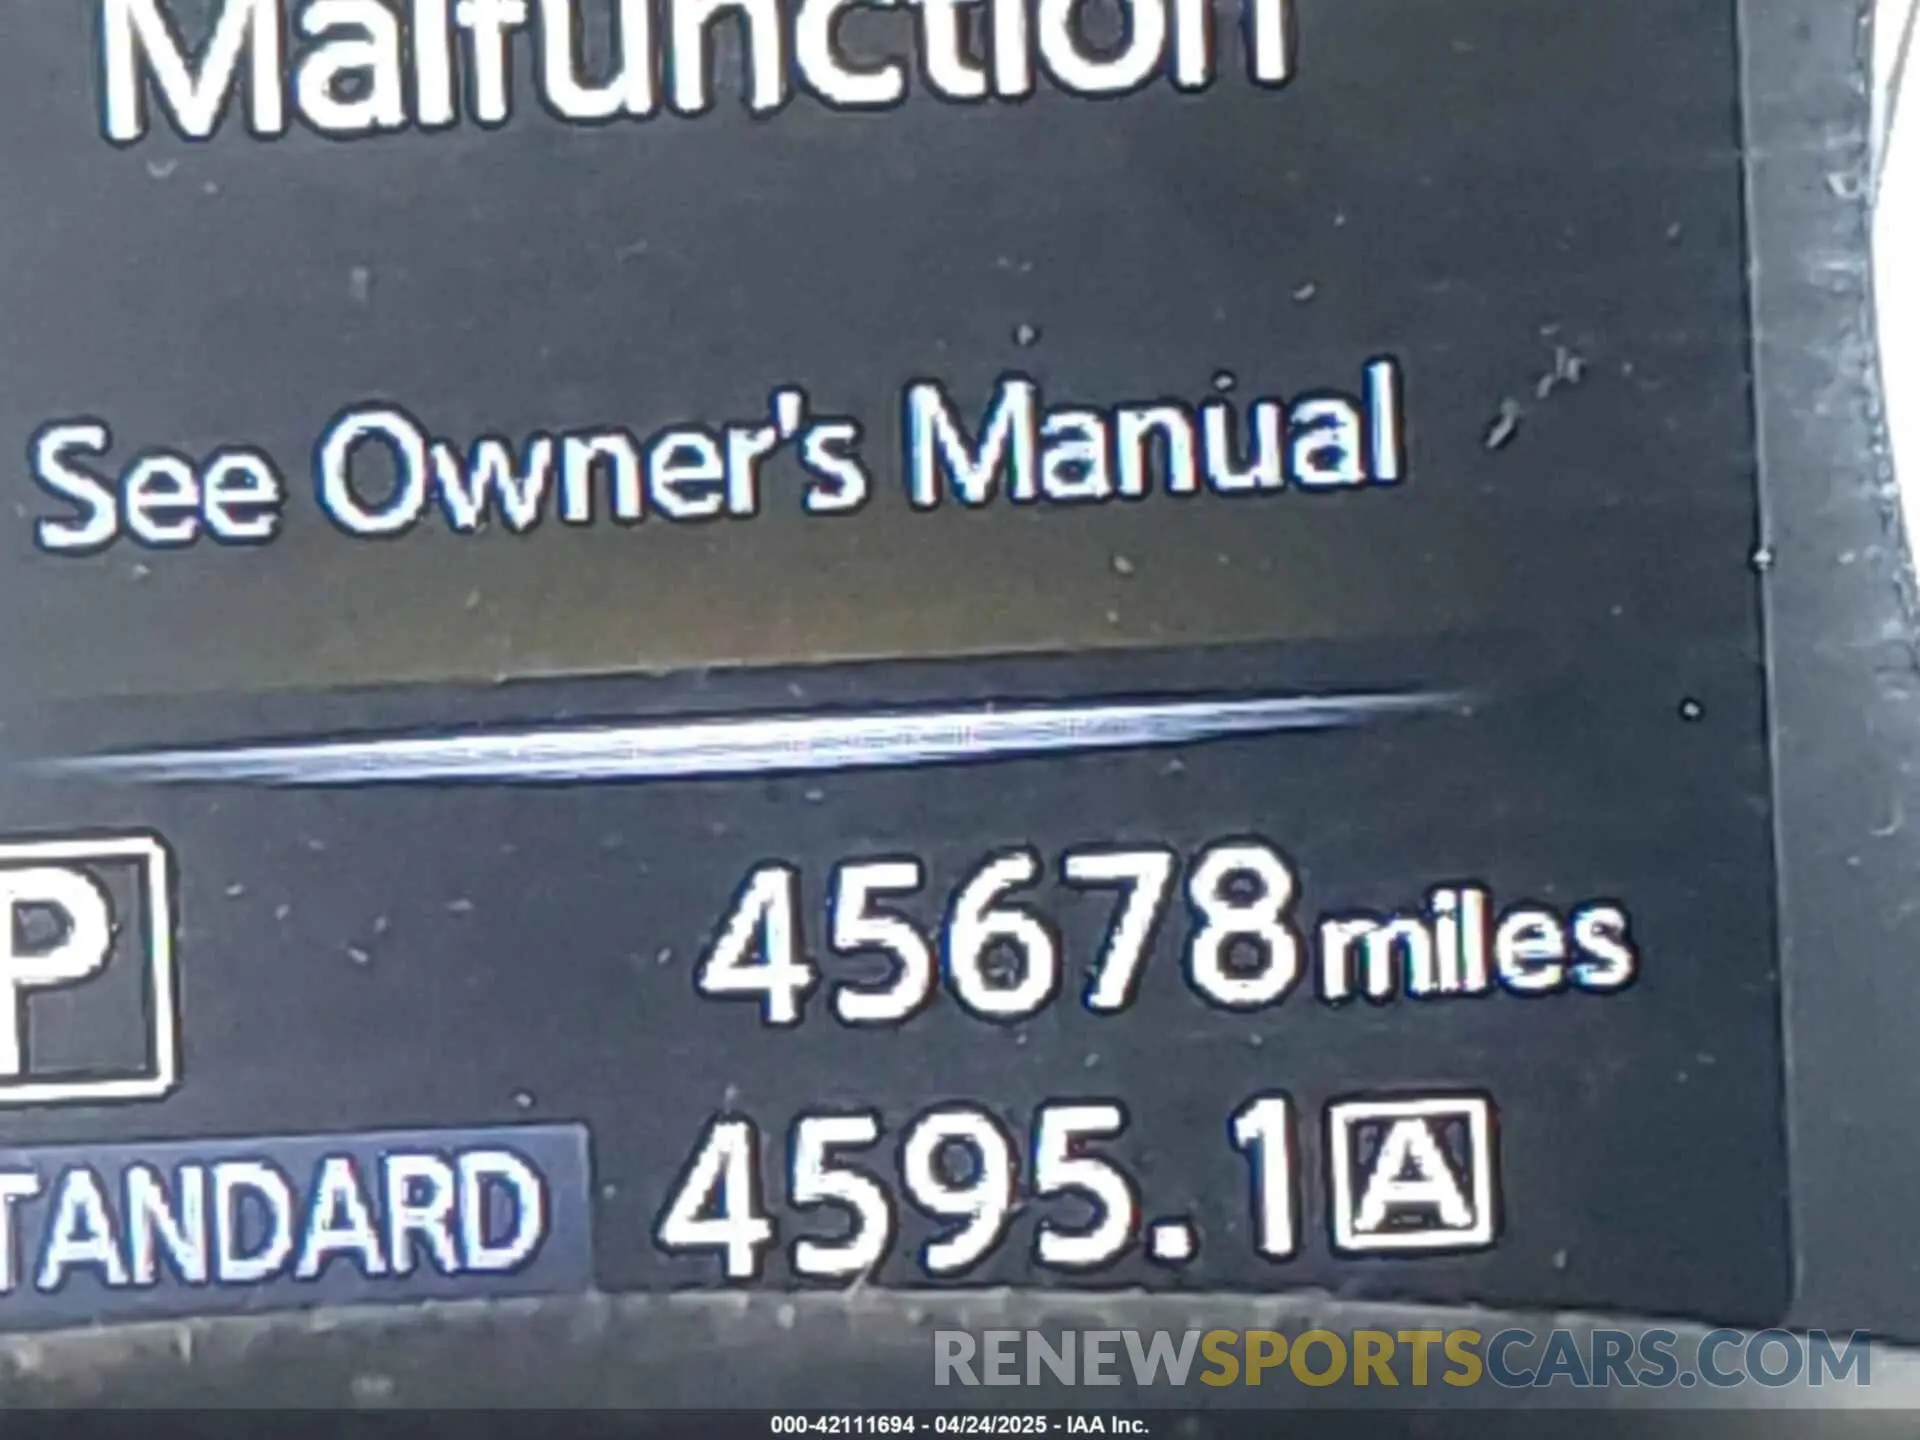 Malfunction
See Owner's Manual
P
45678 miles
TANDARD
4595.1 A
RENEWSPORTSCARS.COM
000-42111694 - 04/24/2025 - IAA Inc.